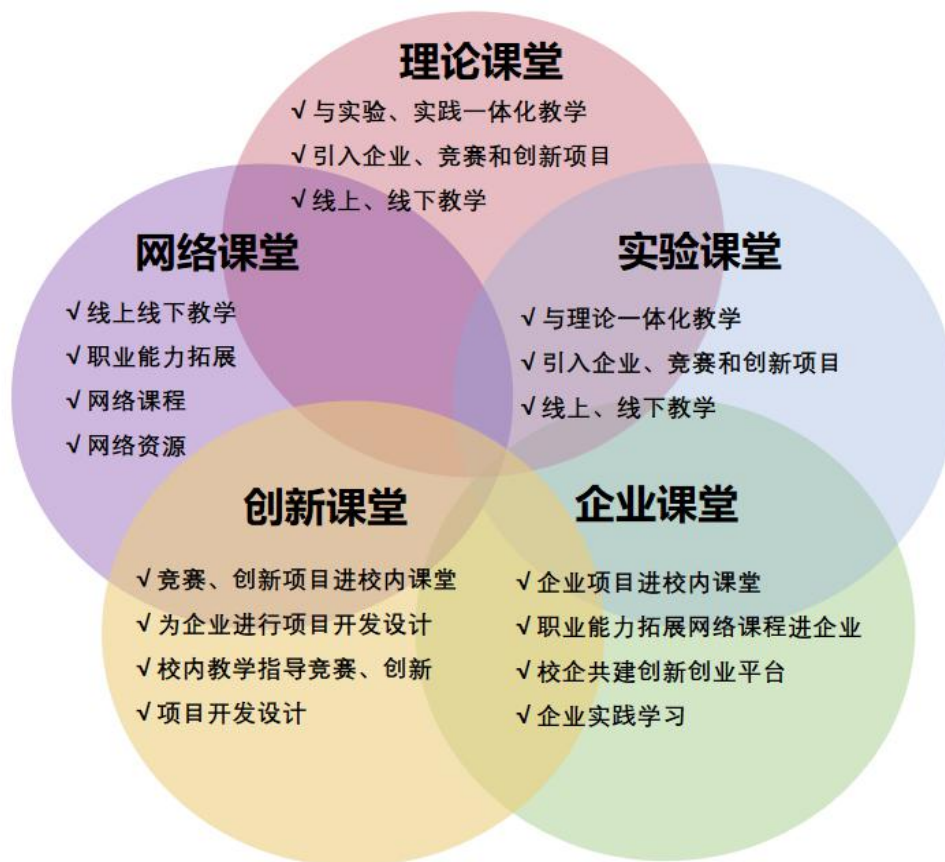 理论课堂
√ 与实验、实践一体化教学
√ 引入企业、竞赛和创新项目
√ 线上、线下教学
网络课堂
√ 线上线下教学
√ 职业能力拓展
√ 网络课程
√ 网络资源
实验课堂
√ 与理论一体化教学
√ 引入企业、竞赛和创新项目
√ 线上、线下教学
创新课堂
√ 竞赛、创新项目进校内课堂
√ 为企业进行项目开发设计
√ 校内教学指导竞赛、创新
√ 项目开发设计
企业课堂
√ 企业项目进校内课堂
√ 职业能力拓展网络课程进企业
√ 校企共建创新创业平台
√ 企业实践学习